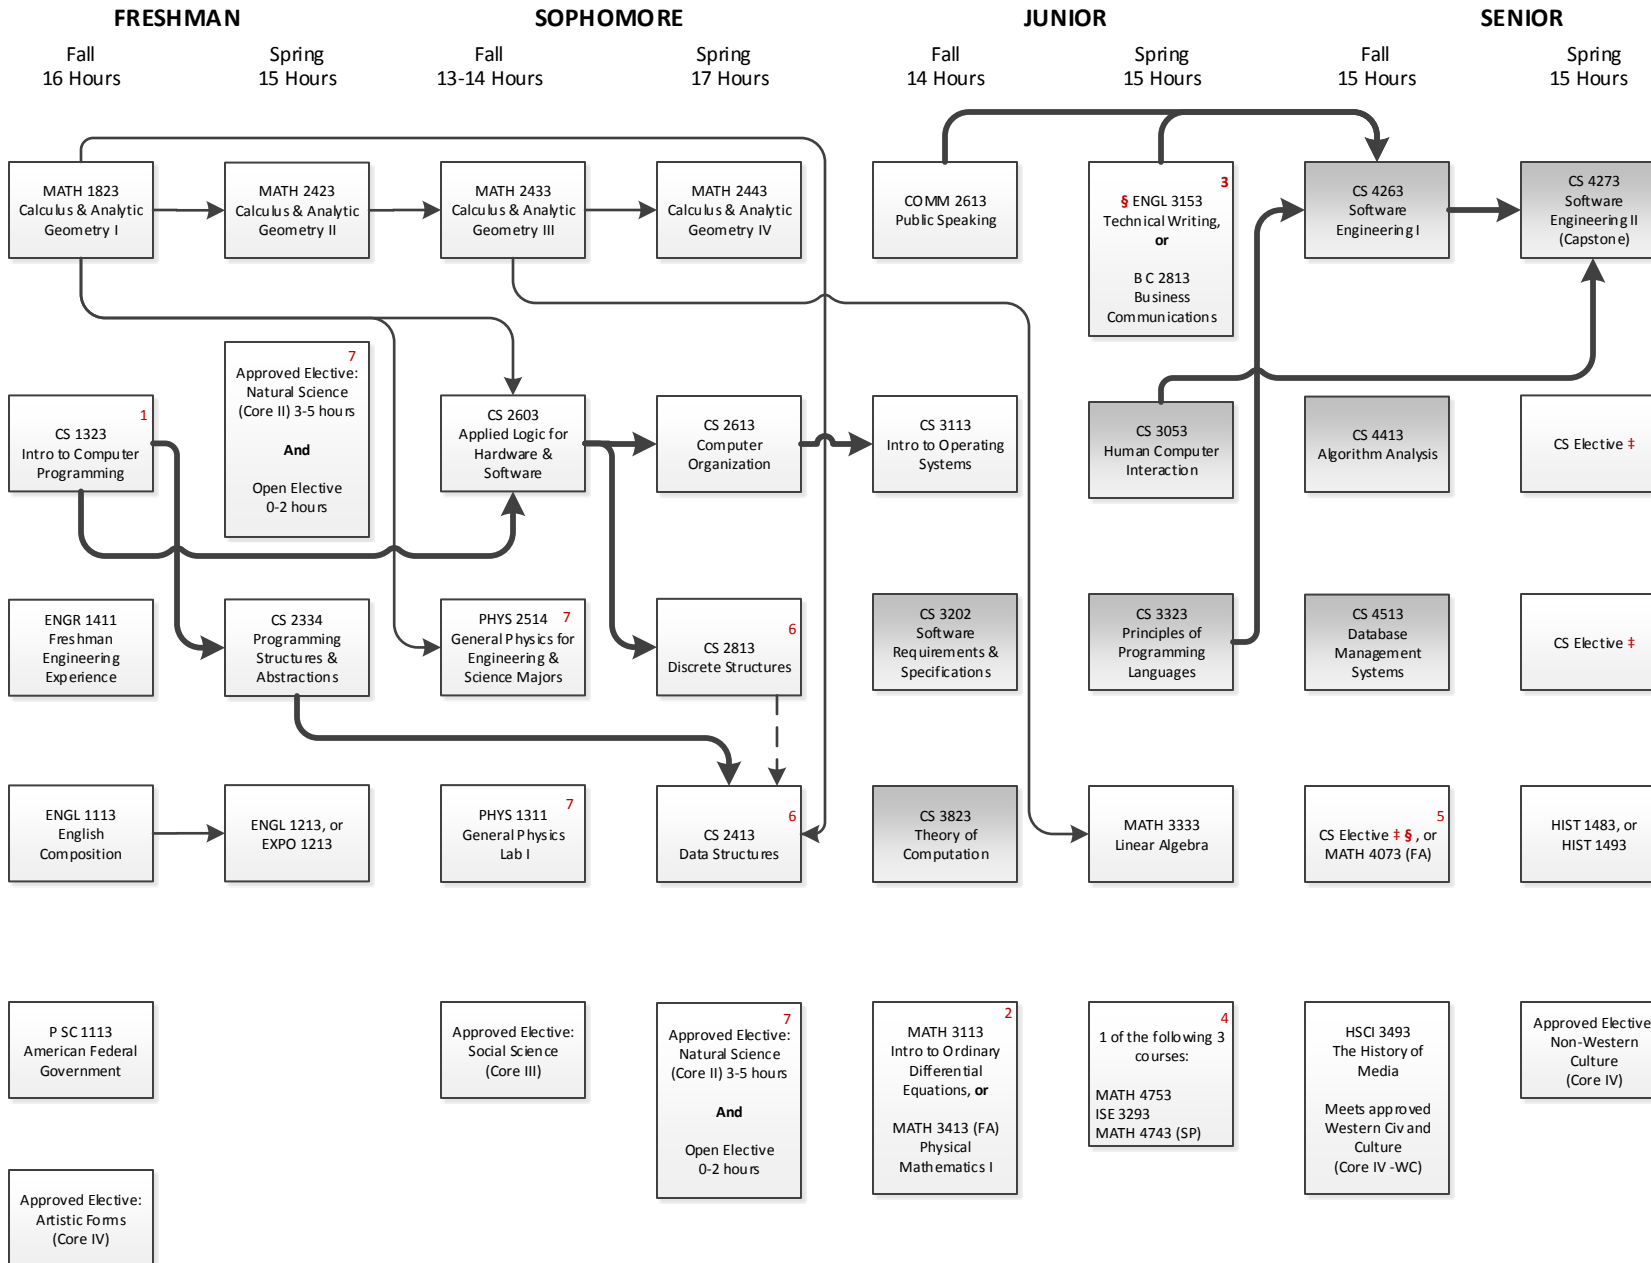 FRESHMAN
SOPHOMORE
JUNIOR
SENIOR
Fall
16 Hours
Spring
15 Hours
Fall
13-14 Hours
Spring
17 Hours
Fall
14 Hours
Spring
15 Hours
Fall
15 Hours
Spring
15 Hours
MATH 1823
Calculus & Analytic
Geometry I
MATH 2423
Calculus & Analytic
Geometry II
MATH 2433
Calculus & Analytic
Geometry III
MATH 2443
Calculus & Analytic
Geometry IV
COMM 2613
Public Speaking
3
§ ENGL 3153
Technical Writing,
or
B C 2813
Business
Communications
CS 4263
Software
Engineering I
CS 4273
Software
Engineering II
(Capstone)
1
CS 1323
Intro to Computer
Programming
7
Approved Elective:
Natural Science
(Core II) 3-5 hours
And
Open Elective
0-2 hours
CS 2603
Applied Logic for
Hardware &
Software
CS 2613
Computer
Organization
CS 3113
Intro to Operating
Systems
CS 3053
Human Computer
Interaction
CS 4413
Algorithm Analysis
CS Elective ‡
ENGR 1411
Freshman
Engineering
Experience
CS 2334
Programming
Structures &
Abstractions
PHYS 2514 7
General Physics for
Engineering &
Science Majors
6
CS 2813
Discrete Structures
CS 3202
Software
Requirements &
Specifications
CS 3323
Principles of
Programming
Languages
CS 4513
Database
Management
Systems
CS Elective ‡
ENGL 1113
English
Composition
ENGL 1213, or
EXPO 1213
7
PHYS 1311
General Physics
Lab I
6
CS 2413
Data Structures
CS 3823
Theory of
Computation
MATH 3333
Linear Algebra
5
CS Elective ‡ § , or
MATH 4073 (FA)
HIST 1483, or
HIST 1493
P SC 1113
American Federal
Government
Approved Elective:
Social Science
(Core III)
7
Approved Elective:
Natural Science
(Core II) 3-5 hours
And
Open Elective
0-2 hours
2
MATH 3113
Intro to Ordinary
Differential
Equations, or
MATH 3413 (FA)
Physical
Mathematics I
4
1 of the following 3
courses:
MATH 4753
ISE 3293
MATH 4743 (SP)
HSCI 3493
The History of
Media
Meets approved
Western Civ and
Culture
(Core IV -WC)
Approved Elective
Non-Western
Culture
(Core IV)
Approved Elective:
Artistic Forms
(Core IV)